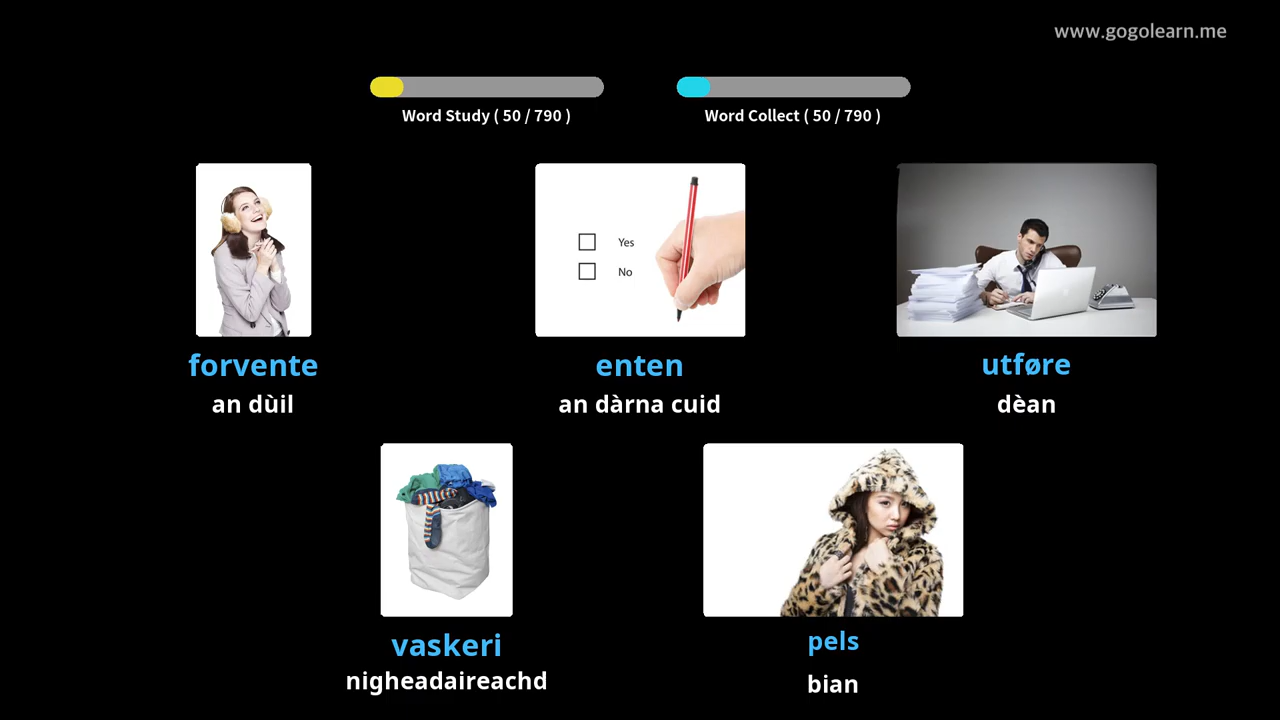 www.gogolearn.me
Word Study ( 50 / 790 )
Word Collect ( 50 / 790 )
Yes
No
forvente
an dùil
enten
an dàrna cuid
utføre
dèan
vaskeri
nigheadaireachd
pels
bian